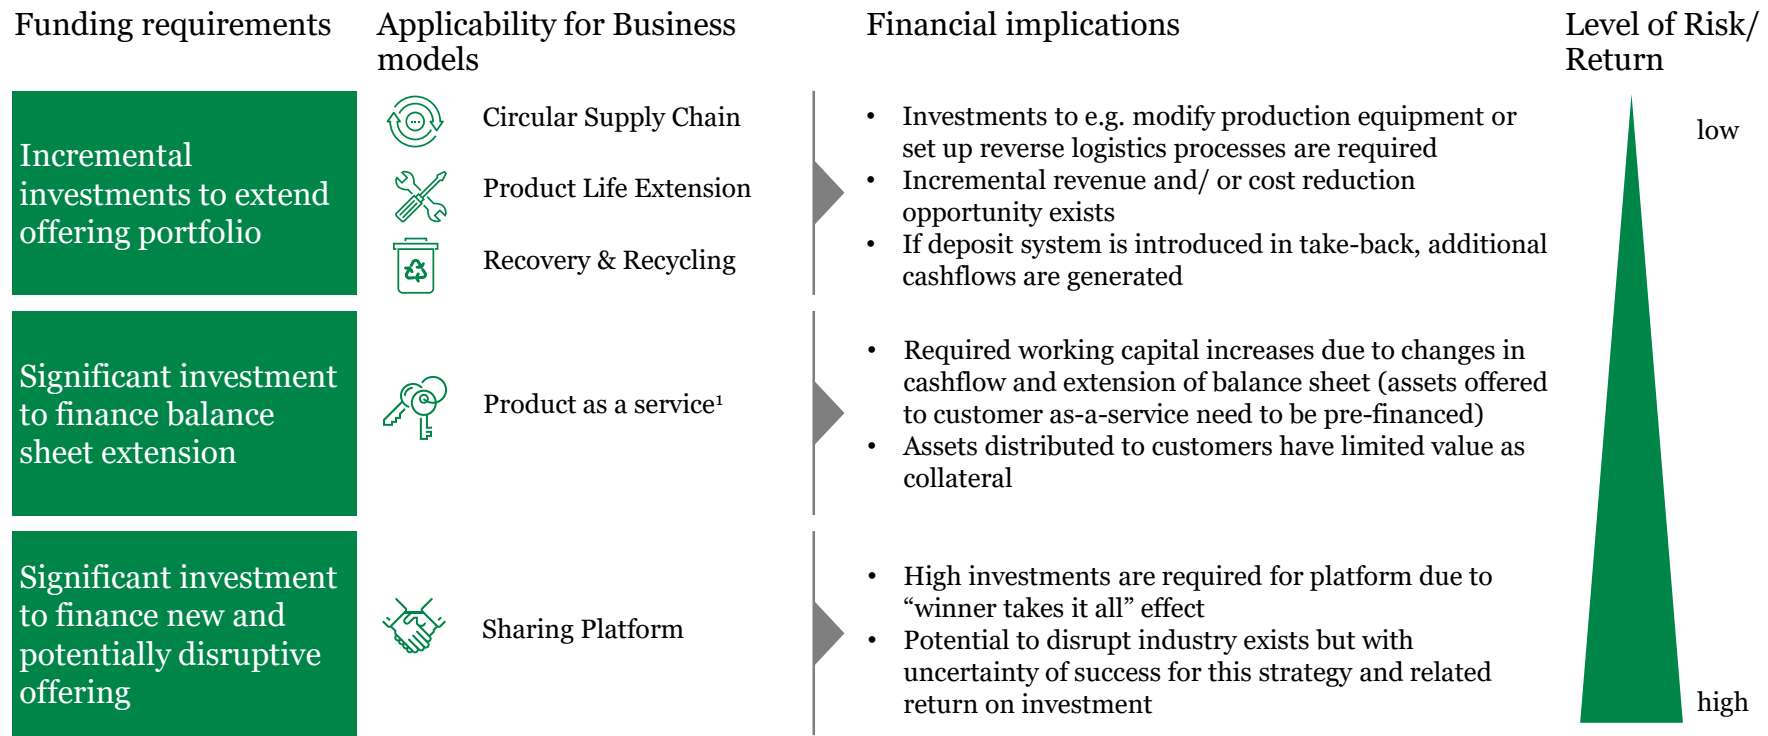 Funding requirements
Applicability for Business
models
Financial implications
Level of Risk/
Return
Incremental
investments to extend
offering portfolio
Circular Supply Chain
Product Life Extension
Recovery & Recycling
• Investments to e.g. modify production equipment or
set up reverse logistics processes are required
• Incremental revenue and/ or cost reduction
opportunity exists
• If deposit system is introduced in take-back, additional
cashflows are generated
low
Significant investment
to finance balance
sheet extension
Product as a service¹
• Required working capital increases due to changes in
cashflow and extension of balance sheet (assets offered
to customer as-a-service need to be pre-financed)
• Assets distributed to customers have limited value as
collateral
Significant investment
to finance new and
potentially disruptive
offering
Sharing Platform
• High investments are required for platform due to
“winner takes it all” effect
• Potential to disrupt industry exists but with
uncertainty of success for this strategy and related
return on investment
high